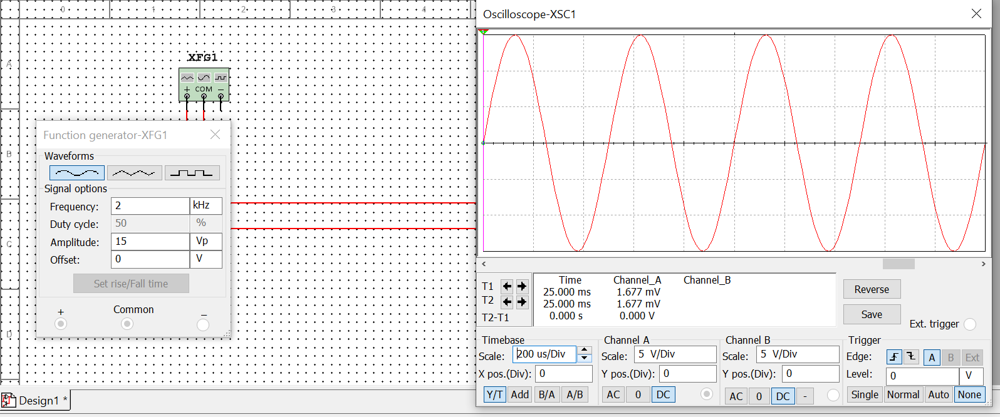 0 1 2 3 4
A
XFG1
+ COM −
B
C
D
Function generator-XFG1
Waveforms
Signal options
Frequency: 2 kHz
Duty cycle: 50 %
Amplitude: 15 Vp
Offset: 0 V
Set rise/Fall time
+ Common −
Design1 *
Oscilloscope-XSC1
Time Channel_A Channel_B
T1 25.000 ms 1.677 mV
T2 25.000 ms 1.677 mV
T2-T1 0.000 s 0.000 V
Reverse
Save
Ext. trigger
Timebase
Scale: 200 us/Div
X pos.(Div): 0
Y/T Add B/A A/B
Channel A
Scale: 5 V/Div
Y pos.(Div): 0
AC 0 DC
Channel B
Scale: 5 V/Div
Y pos.(Div): 0
AC 0 DC -
Trigger
Edge: A B Ext
Level: 0 V
Single Normal Auto None